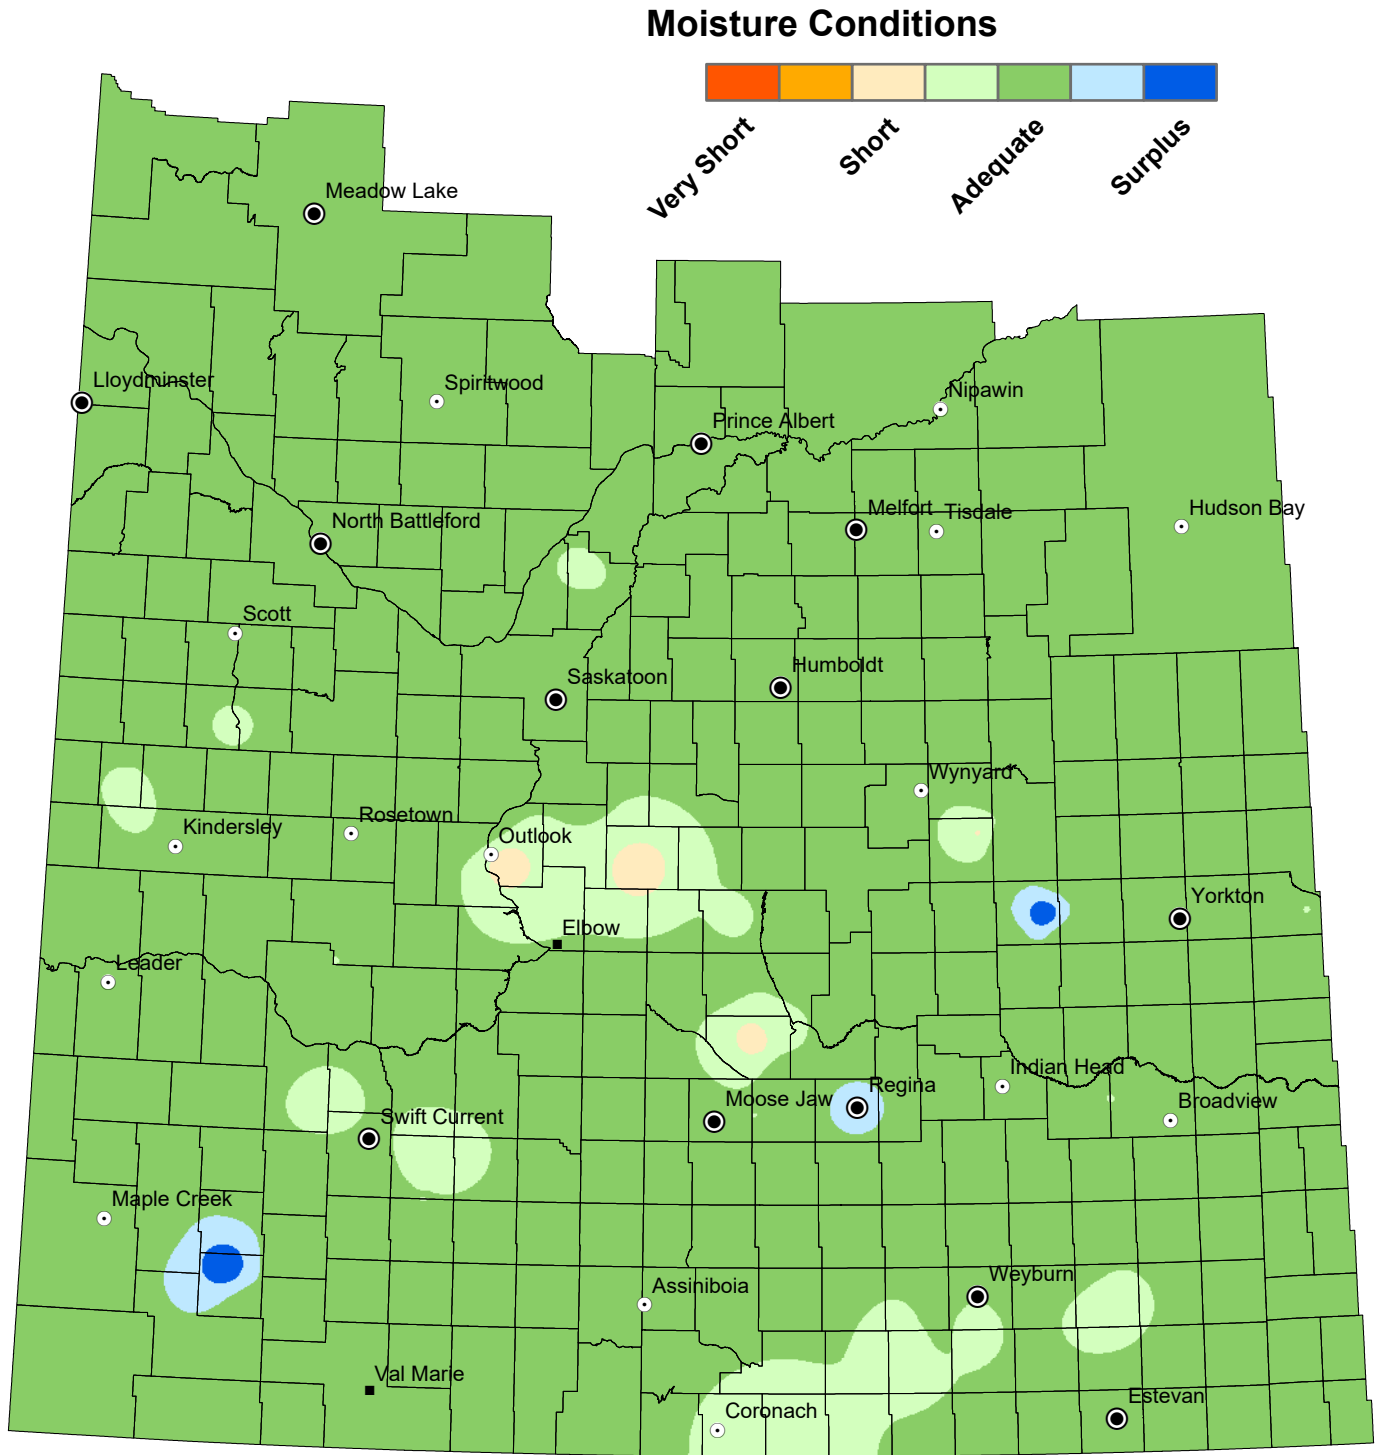 Moisture Conditions
Very Short
Short
Adequate
Surplus
Meadow Lake
Lloydminster
Spiritwood
Nipawin
Prince Albert
Melfort
Tisdale
Hudson Bay
North Battleford
Scott
Humboldt
Saskatoon
Wynyard
Rosetown
Kindersley
Outlook
Yorkton
Elbow
Leader
Indian Head
Regina
Moose Jaw
Broadview
Swift Current
Maple Creek
Weyburn
Assiniboia
Val Marie
Estevan
Coronach